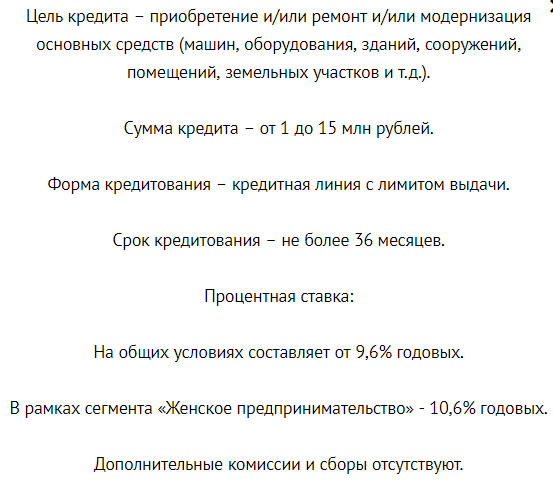 Цель кредита – приобретение и/или ремонт и/или модернизация
основных средств (машин, оборудования, зданий, сооружений,
помещений, земельных участков и т.д.).
Сумма кредита – от 1 до 15 млн рублей.
Форма кредитования – кредитная линия с лимитом выдачи.
Срок кредитования – не более 36 месяцев.
Процентная ставка:
На общих условиях составляет от 9,6% годовых.
В рамках сегмента «Женское предпринимательство» - 10,6% годовых.
Дополнительные комиссии и сборы отсутствуют.